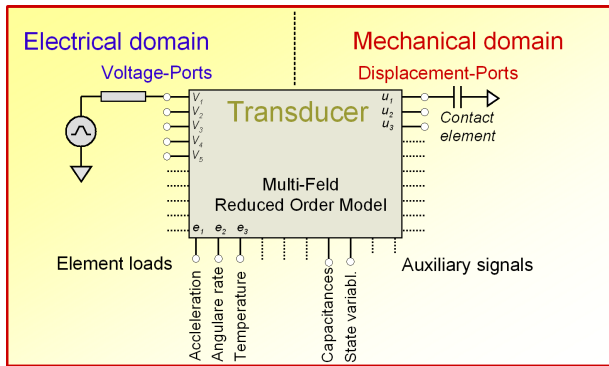 Electrical domain
Mechanical domain
Voltage-Ports
Displacement-Ports
Transducer
V1
V2
V3
V4
V5
u1
u2
u3
Contact
element
Multi-Feld
Reduced Order Model
e1 e2 e3
Element loads
Auxiliary signals
Accleration
Angulare rate
Temperature
Capacitances
State variabl.